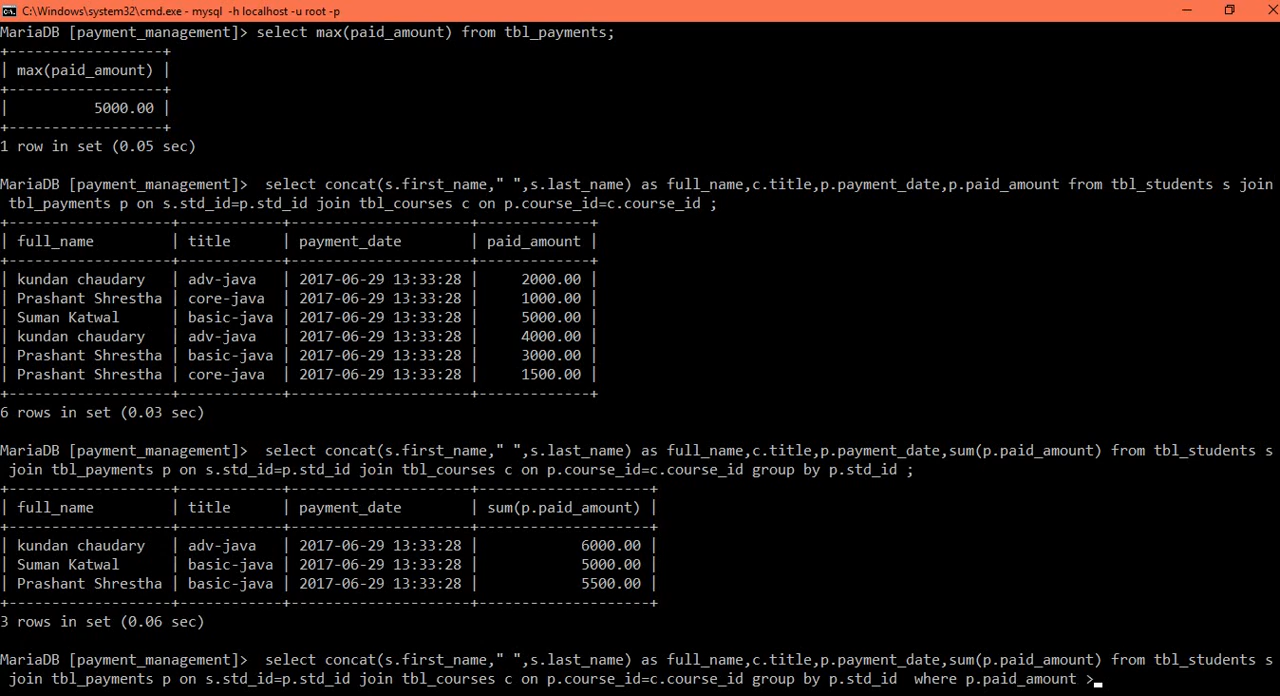 C:\Windows\system32\cmd.exe - mysql -h localhost -u root -p
MariaDB [payment_management]> select max(paid_amount) from tbl_payments;
+------------------+
| max(paid_amount) |
+------------------+
|          5000.00 |
+------------------+
1 row in set (0.05 sec)
MariaDB [payment_management]>  select concat(s.first_name," ",s.last_name) as full_name,c.title,p.payment_date,p.paid_amount from tbl_students s join
 tbl_payments p on s.std_id=p.std_id join tbl_courses c on p.course_id=c.course_id ;
+-------------------+------------+---------------------+-------------+
| full_name         | title      | payment_date        | paid_amount |
+-------------------+------------+---------------------+-------------+
| kundan chaudary   | adv-java   | 2017-06-29 13:33:28 |     2000.00 |
| Prashant Shrestha | core-java  | 2017-06-29 13:33:28 |     1000.00 |
| Suman Katwal      | basic-java | 2017-06-29 13:33:28 |     5000.00 |
| kundan chaudary   | adv-java   | 2017-06-29 13:33:28 |     4000.00 |
| Prashant Shrestha | basic-java | 2017-06-29 13:33:28 |     3000.00 |
| Prashant Shrestha | core-java  | 2017-06-29 13:33:28 |     1500.00 |
+-------------------+------------+---------------------+-------------+
6 rows in set (0.03 sec)
MariaDB [payment_management]>  select concat(s.first_name," ",s.last_name) as full_name,c.title,p.payment_date,sum(p.paid_amount) from tbl_students s
 join tbl_payments p on s.std_id=p.std_id join tbl_courses c on p.course_id=c.course_id group by p.std_id ;
+-------------------+------------+---------------------+--------------------+
| full_name         | title      | payment_date        | sum(p.paid_amount) |
+-------------------+------------+---------------------+--------------------+
| kundan chaudary   | adv-java   | 2017-06-29 13:33:28 |            6000.00 |
| Suman Katwal      | basic-java | 2017-06-29 13:33:28 |            5000.00 |
| Prashant Shrestha | basic-java | 2017-06-29 13:33:28 |            5500.00 |
+-------------------+------------+---------------------+--------------------+
3 rows in set (0.06 sec)
MariaDB [payment_management]>  select concat(s.first_name," ",s.last_name) as full_name,c.title,p.payment_date,sum(p.paid_amount) from tbl_students s
 join tbl_payments p on s.std_id=p.std_id join tbl_courses c on p.course_id=c.course_id group by p.std_id  where p.paid_amount >